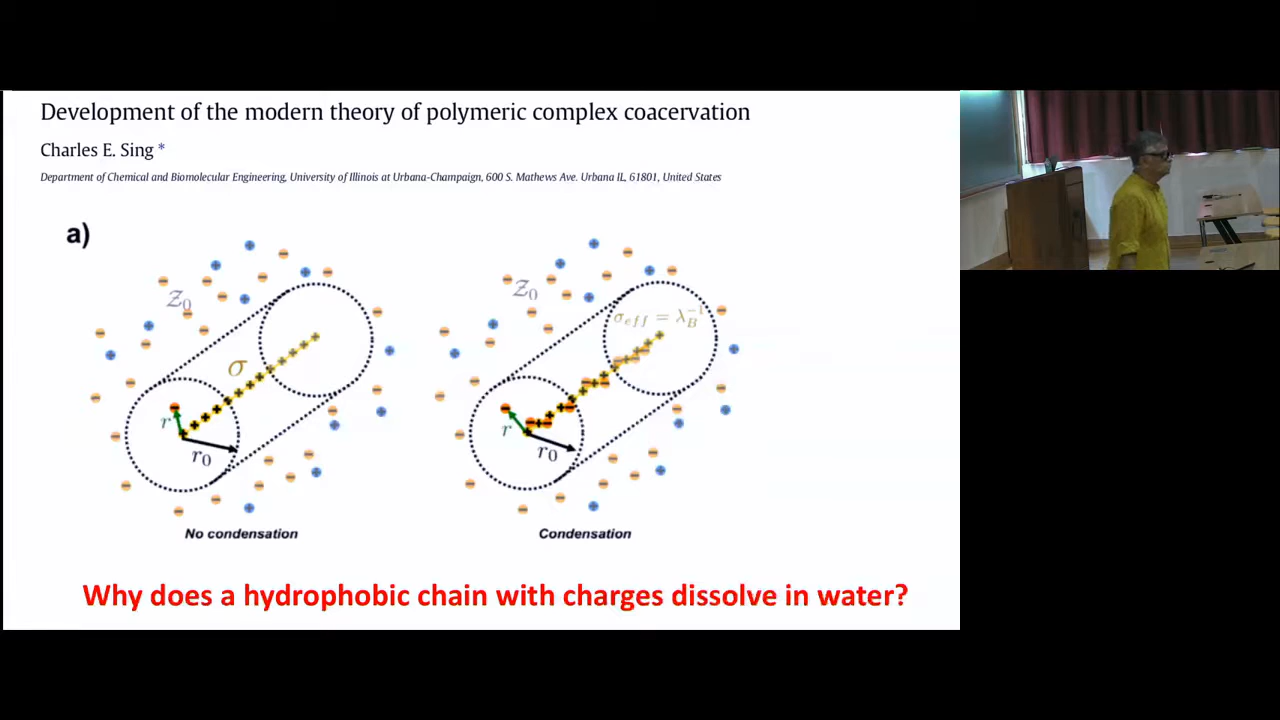 Development of the modern theory of polymeric complex coacervation
Charles E. Sing *
Department of Chemical and Biomolecular Engineering, University of Illinois at Urbana-Champaign, 600 S. Mathews Ave. Urbana IL, 61801, United States
a)
Z₀
σ
r
r₀
No condensation
Z₀
σ_eff = λ_B⁻¹
r
r₀
Condensation
Why does a hydrophobic chain with charges dissolve in water?